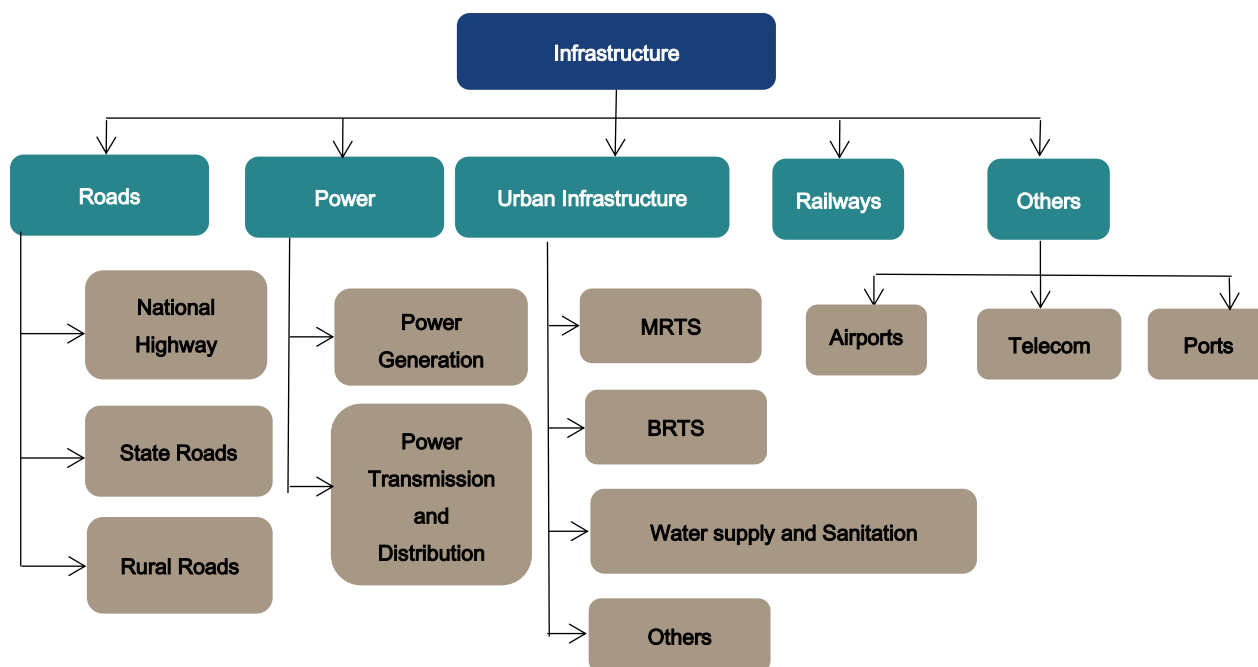 Infrastructure
Roads
Power
Urban Infrastructure
Railways
Others
National
Highway
State Roads
Rural Roads
Power
Generation
Power
Transmission
and
Distribution
MRTS
BRTS
Water supply and Sanitation
Others
Airports
Telecom
Ports